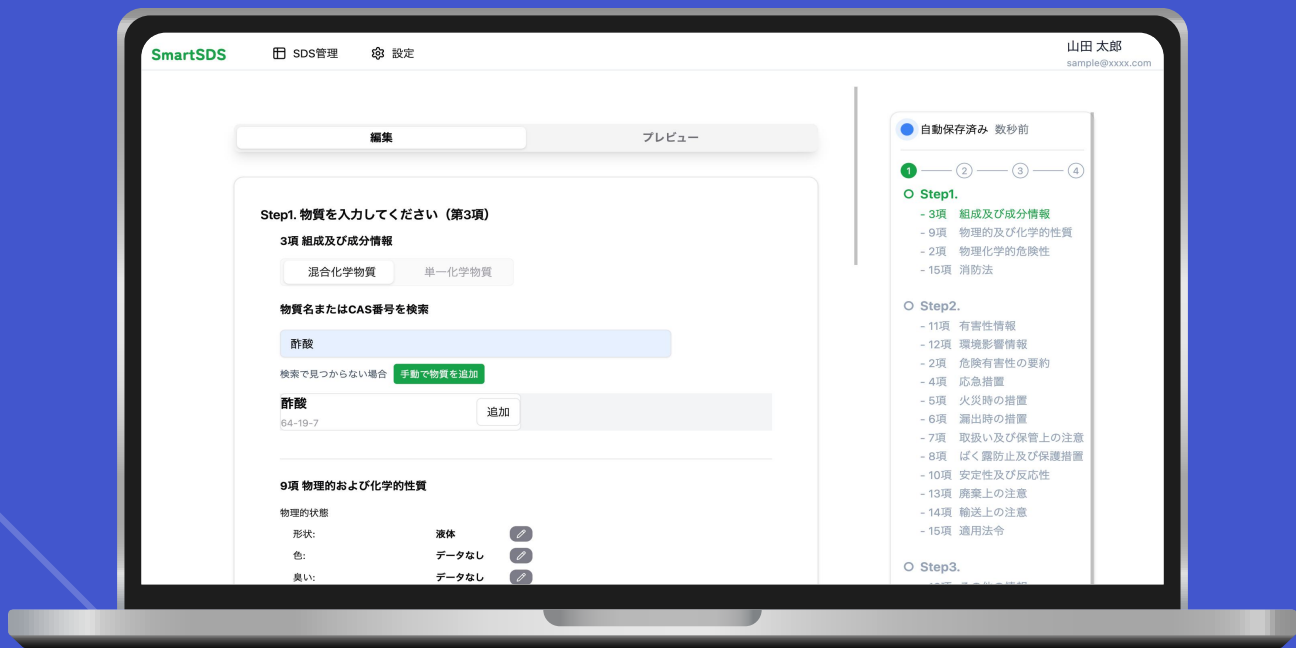 SmartSDS
SDS管理
設定
山田 太郎
sample@xxxx.com
編集
プレビュー
Step1. 物質を入力してください（第3項）
3項 組成及び成分情報
混合化学物質
単一化学物質
物質名またはCAS番号を検索
酢酸
検索で見つからない場合
手動で物質を追加
酢酸
64-19-7
追加
9項 物理的および化学的性質
物理的状態
形状: 液体
色: データなし
臭い: データなし
自動保存済み 数秒前
1 2 3 4
Step1.
- 3項 組成及び成分情報
- 9項 物理的及び化学的性質
- 2項 物理化学的危険性
- 15項 消防法
Step2.
- 11項 有害性情報
- 12項 環境影響情報
- 2項 危険有害性の要約
- 4項 応急措置
- 5項 火災時の措置
- 6項 漏出時の措置
- 7項 取扱い及び保管上の注意
- 8項 ばく露防止及び保護措置
- 10項 安定性及び反応性
- 13項 廃棄上の注意
- 14項 輸送上の注意
- 15項 適用法令
Step3.